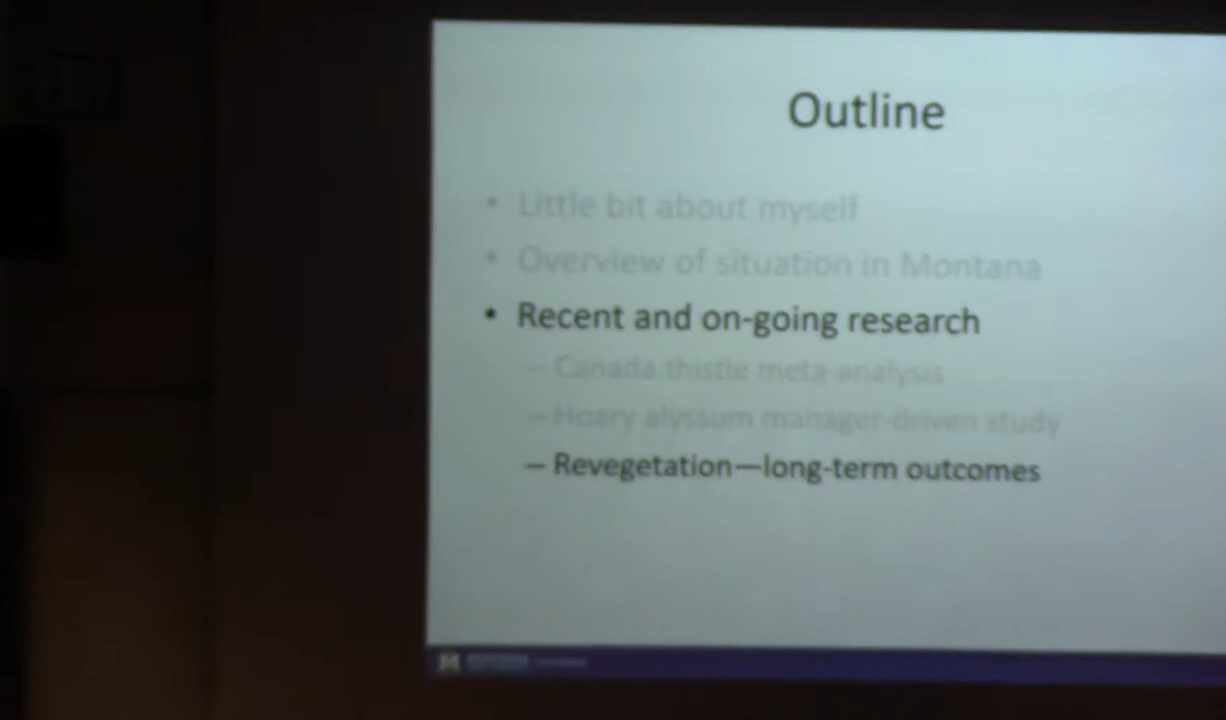 Outline
• Little bit about myself
• Overview of situation in Montana
• Recent and on-going research
– Canada thistle meta-analysis
– Hoary alyssum manager-driven study
– Revegetation—long-term outcomes